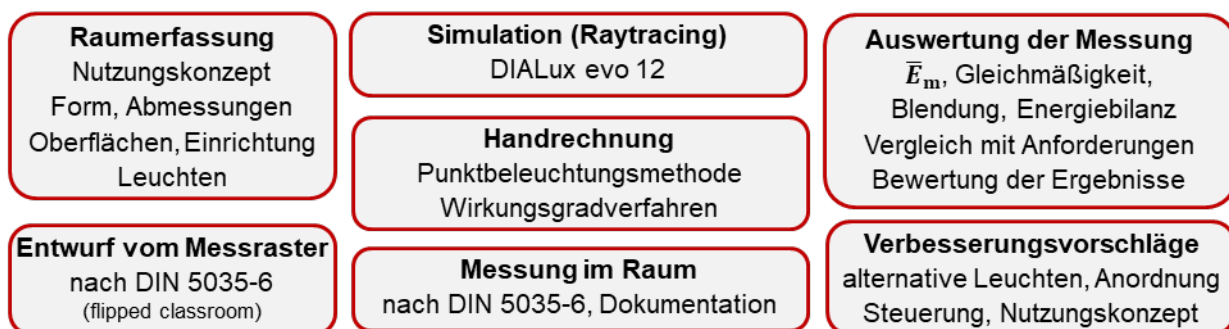 Raumerfassung
Nutzungskonzept
Form, Abmessungen
Oberflächen, Einrichtung
Leuchten
Entwurf vom Messraster
nach DIN 5035-6
(flipped classroom)
Simulation (Raytracing)
DIALux evo 12
Handrechnung
Punktbeleuchtungsmethode
Wirkungsgradverfahren
Messung im Raum
nach DIN 5035-6, Dokumentation
Auswertung der Messung
Ē_m, Gleichmäßigkeit,
Blendung, Energiebilanz
Vergleich mit Anforderungen
Bewertung der Ergebnisse
Verbesserungsvorschläge
alternative Leuchten, Anordnung
Steuerung, Nutzungskonzept